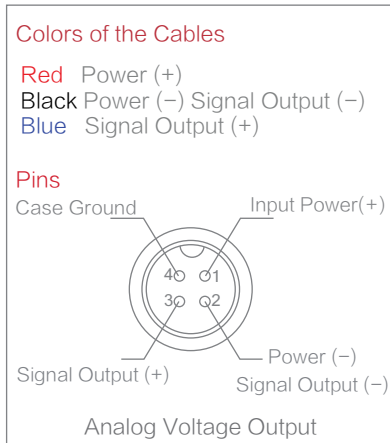 Colors of the Cables
Red Power (+)
Black Power (−) Signal Output (−)
Blue Signal Output (+)
Pins
Case Ground
Input Power(+)
4 1
3 2
Signal Output (+)
Power (−)
Signal Output (−)
Analog Voltage Output